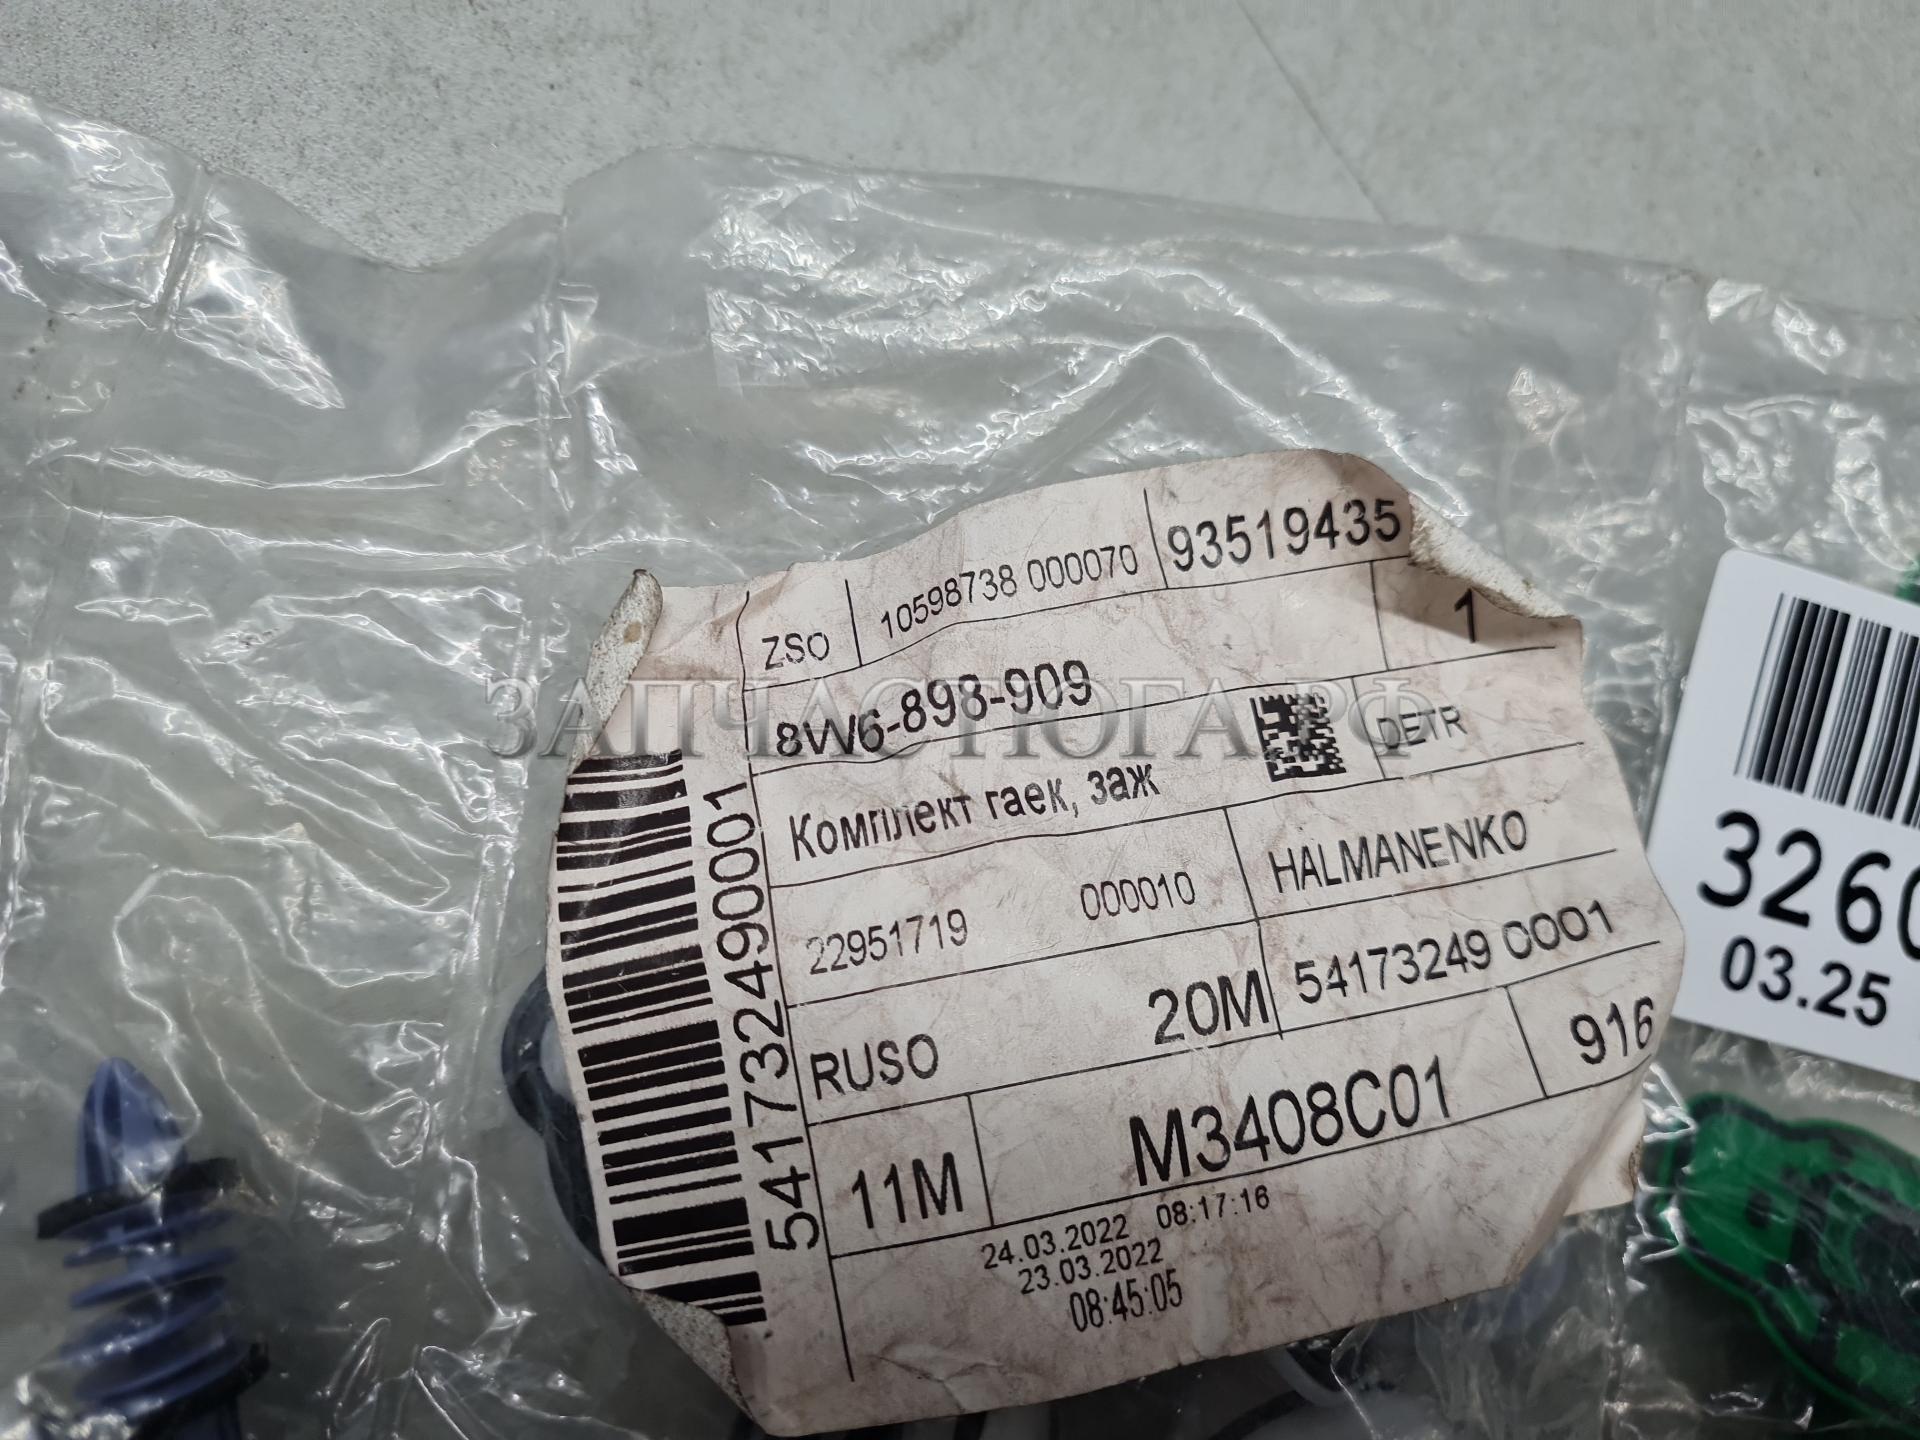 ZSO 10598738 000070 93519435
8W6-898-909 1
Комплект гаек, заж DETR
22951719 000010 HALMANENKO
RUSO 20M 54173249 0001
11M M3408C01 916
24.03.2022 08:17:16
23.03.2022
08:45:05
541732490001
ЗАПЧАСТЮГА.РФ
3260
03.25